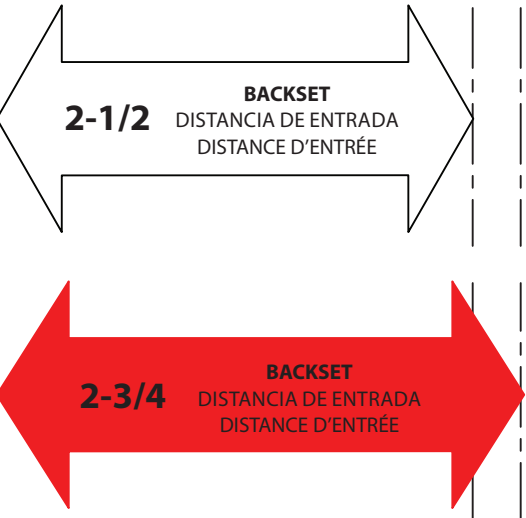 2-1/2
BACKSET
DISTANCIA DE ENTRADA
DISTANCE D'ENTRÉE
2-3/4
BACKSET
DISTANCIA DE ENTRADA
DISTANCE D'ENTRÉE